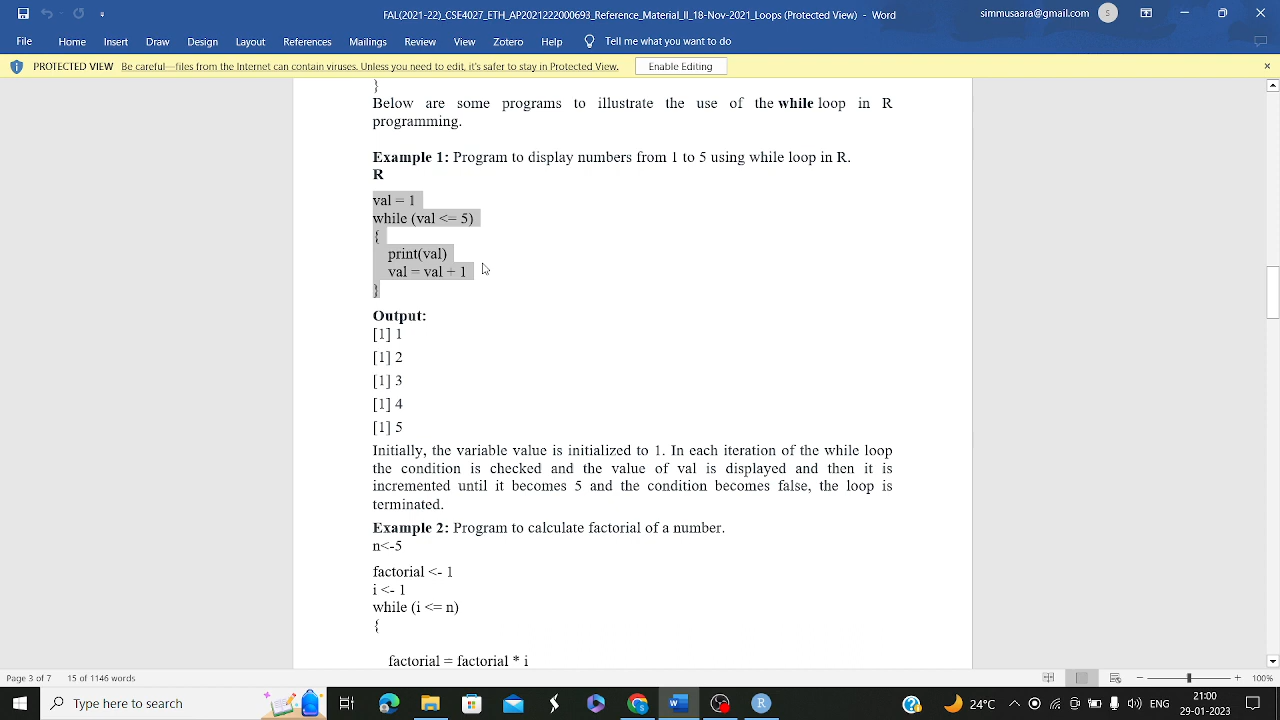 FAL(2021-22)_CSE4027_ETH_AP2021222000693_Reference_Material_II_18-Nov-2021_Loops (Protected View) - Word
simmusaara@gmail.com S
File Home Insert Draw Design Layout References Mailings Review View Zotero Help Tell me what you want to do
PROTECTED VIEW Be careful—files from the Internet can contain viruses. Unless you need to edit, it's safer to stay in Protected View. Enable Editing
}
Below are some programs to illustrate the use of the while loop in R
programming.
Example 1: Program to display numbers from 1 to 5 using while loop in R.
R
val = 1
while (val <= 5)
{
print(val)
val = val + 1
}
Output:
[1] 1
[1] 2
[1] 3
[1] 4
[1] 5
Initially, the variable value is initialized to 1. In each iteration of the while loop
the condition is checked and the value of val is displayed and then it is
incremented until it becomes 5 and the condition becomes false, the loop is
terminated.
Example 2: Program to calculate factorial of a number.
n<-5
factorial <- 1
i <- 1
while (i <= n)
{
factorial = factorial * i
Page 3 of 7 15 of 1146 words 100%
Type here to search
24°C ENG 21:00
29-01-2023